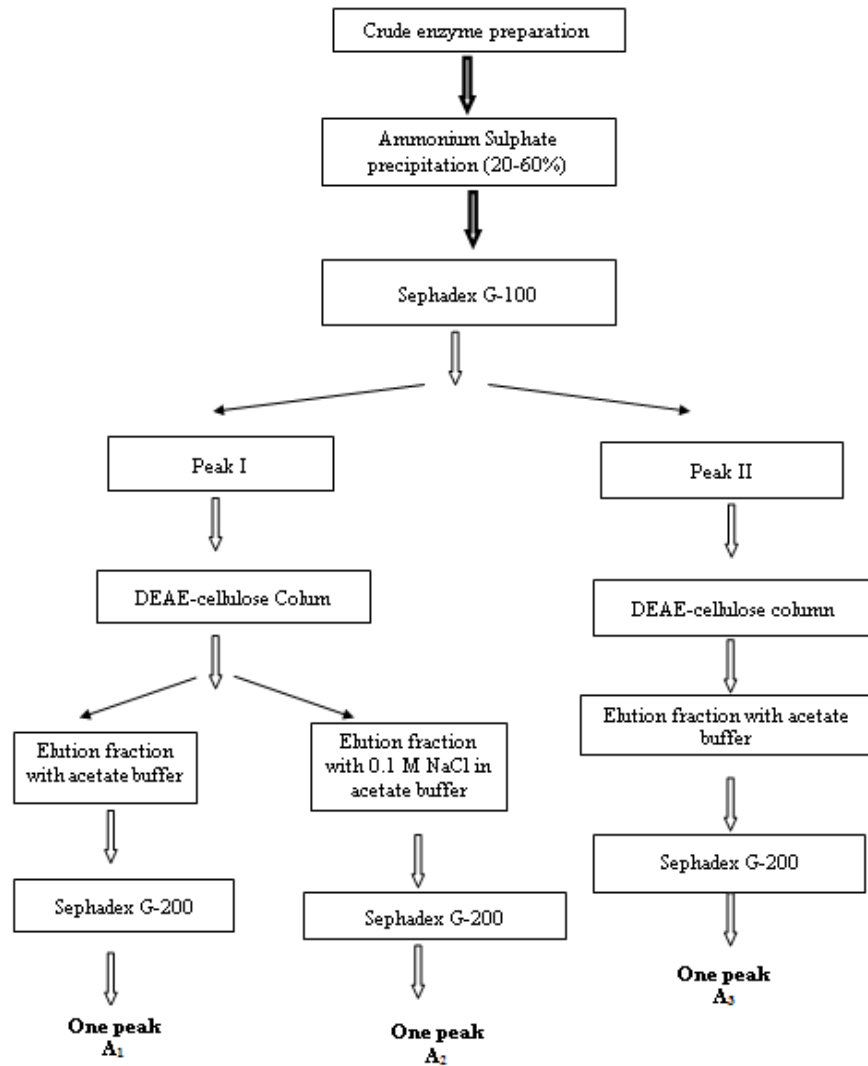 Crude enzyme preparation
Ammonium Sulphate
precipitation (20-60%)
Sephadex G-100
Peak I
Peak II
DEAE-cellulose Colum
DEAE-cellulose column
Elution fraction
with acetate buffer
Elution fraction
with 0.1 M NaCl in
acetate buffer
Elution fraction with acetate
buffer
Sephadex G-200
Sephadex G-200
Sephadex G-200
One peak
A₁
One peak
A₂
One peak
A₃